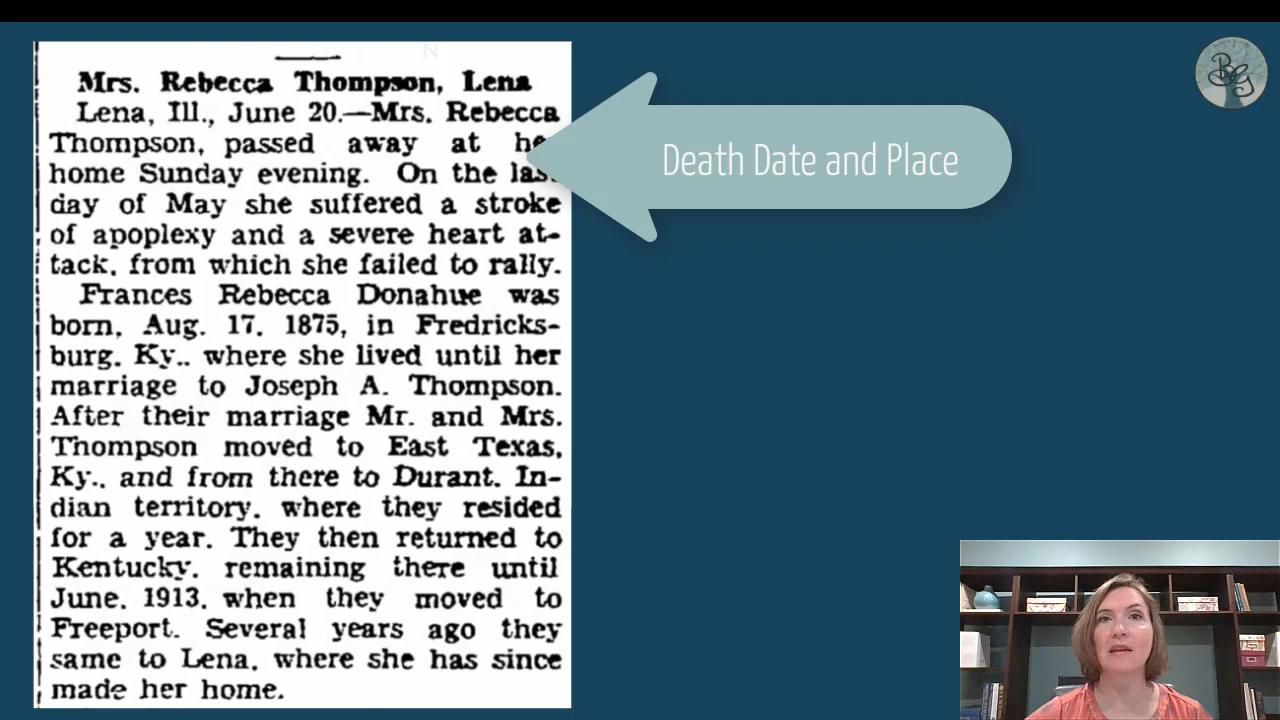 Mrs. Rebecca Thompson, Lena
Lena, Ill., June 20.—Mrs. Rebecca
Thompson, passed away at
home Sunday evening. On the
day of May she suffered a stroke
of apoplexy and a severe heart at-
tack, from which she failed to rally.
Frances Rebecca Donahue was
born, Aug. 17, 1875, in Fredricks-
burg, Ky., where she lived until her
marriage to Joseph A. Thompson.
After their marriage Mr. and Mrs.
Thompson moved to East Texas,
Ky., and from there to Durant, In-
dian territory, where they resided
for a year. They then returned to
Kentucky, remaining there until
June, 1913, when they moved to
Freeport. Several years ago they
same to Lena, where she has since
made her home.
Death Date and Place
BCG